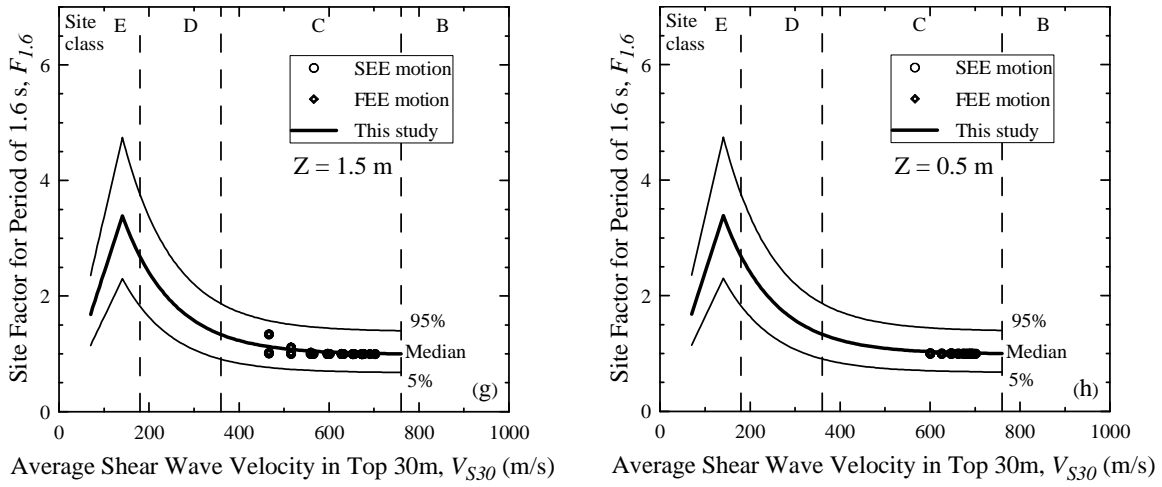 Site class E D C B
SEE motion
FEE motion
This study
Z = 1.5 m
95%
Median
5%
(g)
0 2 4 6
0 200 400 600 800 1000
Site Factor for Period of 1.6 s, F1.6
Average Shear Wave Velocity in Top 30m, VS30 (m/s)
Site class E D C B
SEE motion
FEE motion
This study
Z = 0.5 m
95%
Median
5%
(h)
0 2 4 6
0 200 400 600 800 1000
Site Factor for Period of 1.6 s, F1.6
Average Shear Wave Velocity in Top 30m, VS30 (m/s)